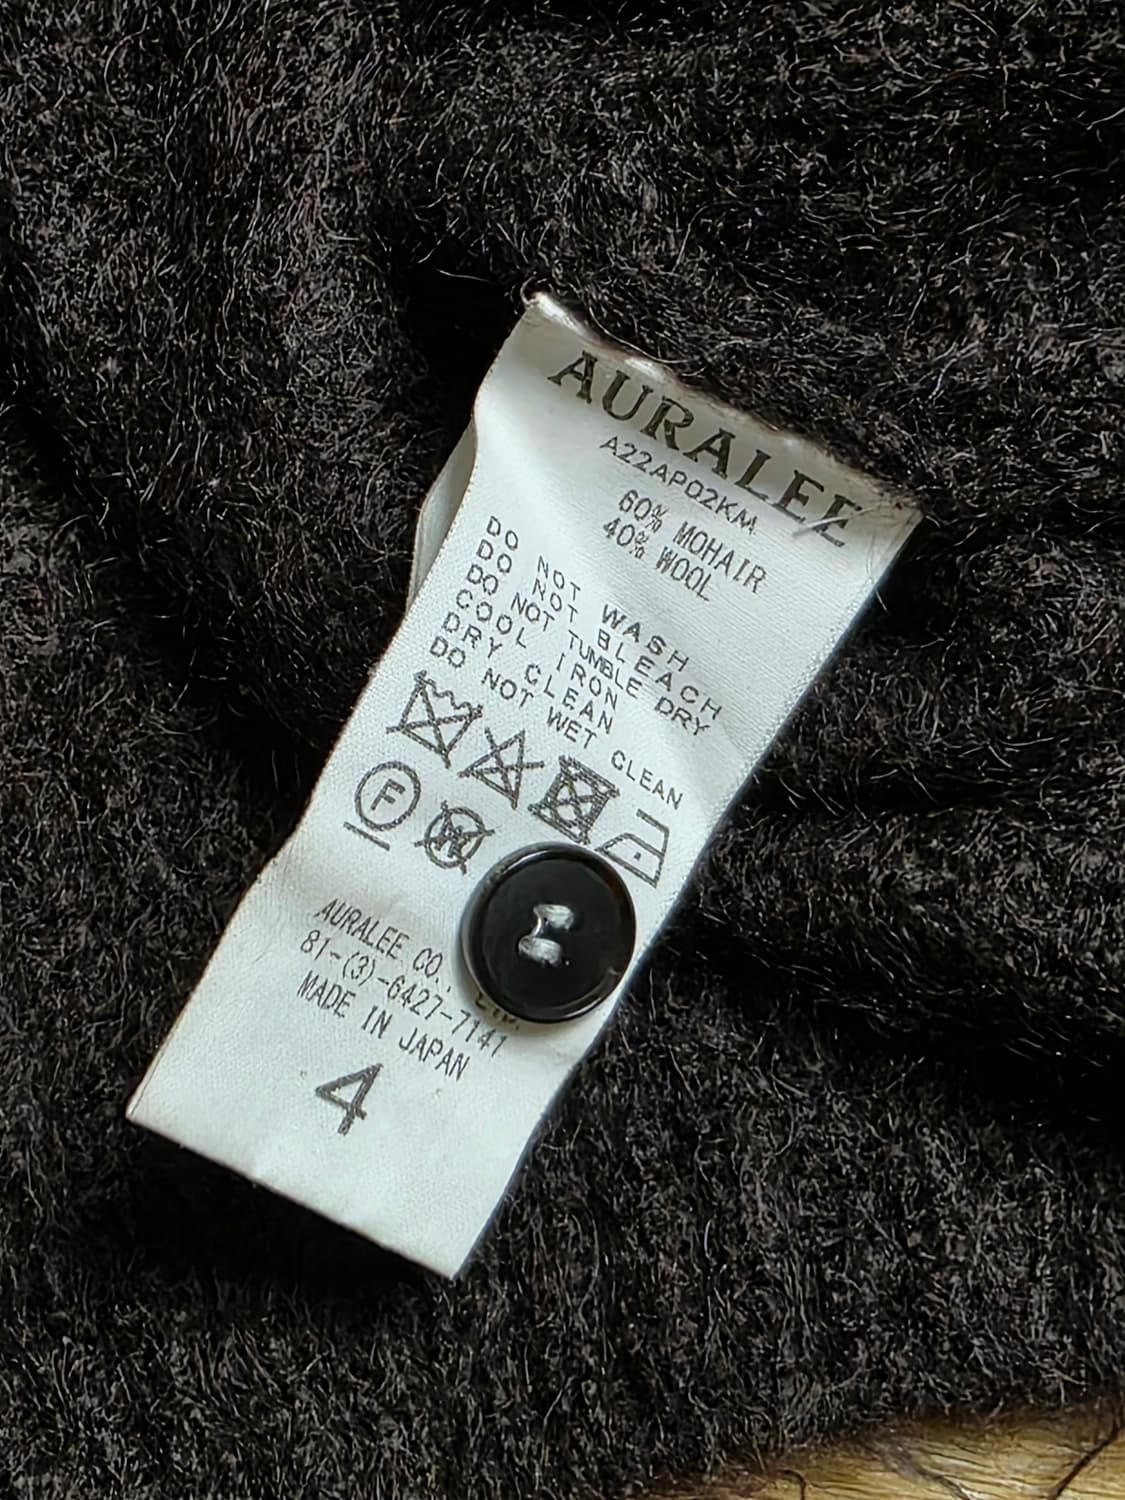 AURALEE
A22AP02KM
60% MOHAIR
40% WOOL
DO NOT WASH
DO NOT BLEACH
DO NOT TUMBLE DRY
COOL IRON
DRY CLEAN
DO NOT WET CLEAN
F
W
AURALEE CO.,
81-(3)-6427-7141
MADE IN JAPAN
4